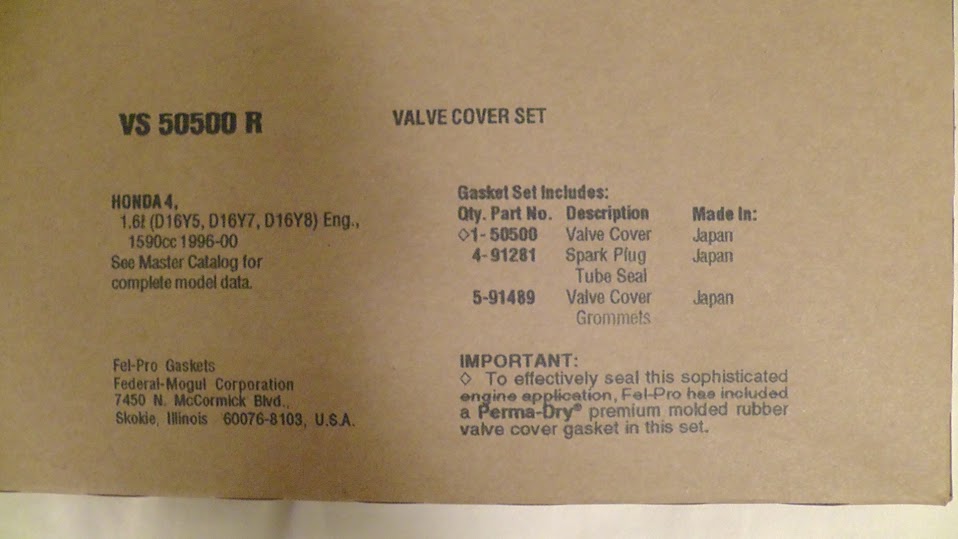 VS 50500 R
VALVE COVER SET
HONDA 4,
1.6ℓ (D16Y5, D16Y7, D16Y8) Eng.,
1590cc 1996-00
See Master Catalog for
complete model data.
Gasket Set Includes:
Qty. Part No. Description Made In:
◇1-50500 Valve Cover Japan
4-91281 Spark Plug Japan
Tube Seal
5-91489 Valve Cover Japan
Grommets
Fel-Pro Gaskets
Federal-Mogul Corporation
7450 N. McCormick Blvd.,
Skokie, Illinois 60076-8103, U.S.A.
IMPORTANT:
◇ To effectively seal this sophisticated
engine application, Fel-Pro has included
a Perma-Dry® premium molded rubber
valve cover gasket in this set.